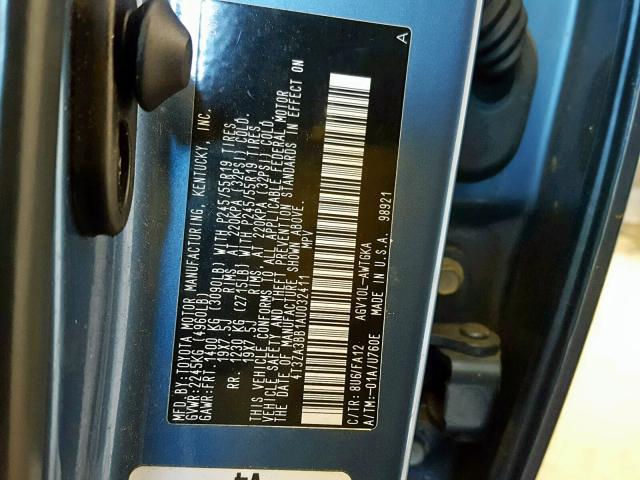 MFD.BY:TOYOTA MOTOR MANUFACTURING, KENTUCKY, INC.
GVWR:2245KG(4950LB)
GAWR:FRT. 1400 KG (3090LB) WITH P245/55R19 TIRES,
19X7.5J RIMS, AT 220KPA (32PSI) COLD.
RR. 1230 KG (2715LB) WITH P245/55R19 TIRES,
19X7.5J RIMS, AT 220KPA (32PSI) COLD.
THIS VEHICLE CONFORMS TO ALL APPLICABLE FEDERAL MOTOR
VEHICLE SAFETY AND THEFT PREVENTION STANDARDS IN EFFECT ON
THE DATE OF MANUFACTURE SHOWN ABOVE.
4T37A3BB1AU032411 MPV
C/TR: 8U6/FA12 AGV10L-AWTGKA
A/TM:-01A/U760E MADE IN U.S.A. 98921
A